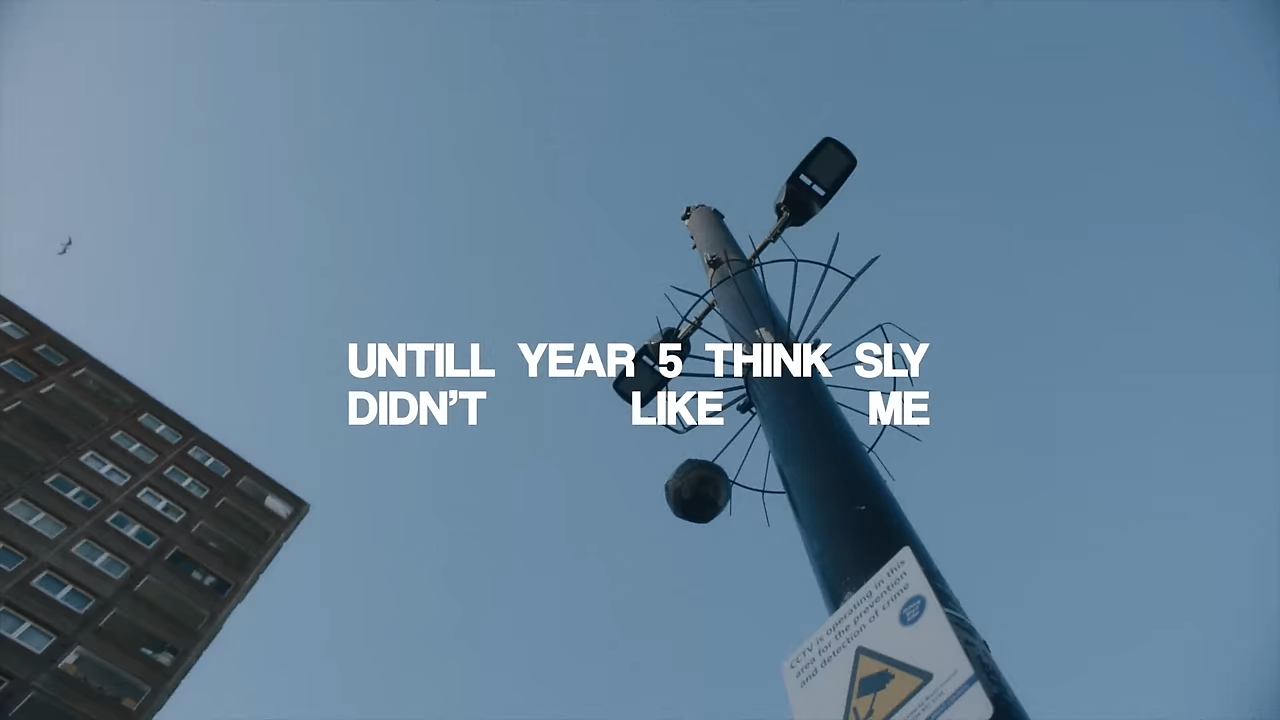 UNTILL YEAR 5 THINK SLY
DIDN'T LIKE ME
CCTV is operating in this
area for the prevention
and detection of crime